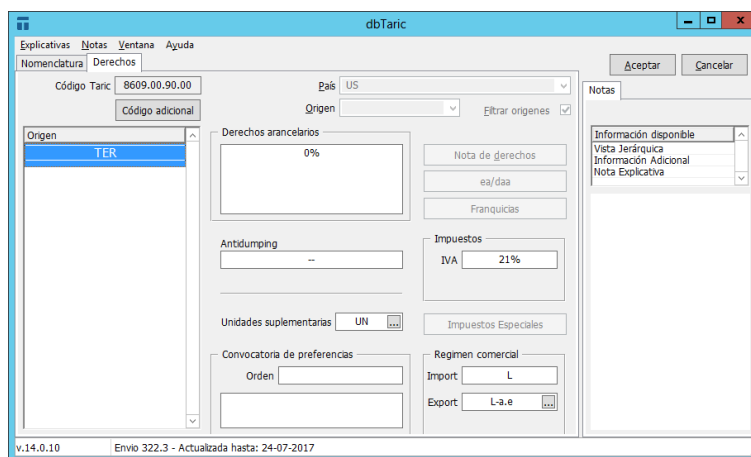 dbTaric
Explicativas Notas Ventana Ayuda
Nomenclatura Derechos
Aceptar Cancelar
Código Taric 8609.00.90.00
País US
Notas
Código adicional
Origen
Filtrar origenes
Origen
Derechos arancelarios
Información disponible
TER
0%
Nota de derechos
Vista Jerárquica
Información Adicional
Nota Explicativa
ea/daa
Franquicias
Antidumping
--
Impuestos
IVA 21%
Unidades suplementarias UN ...
Impuestos Especiales
Convocatoria de preferencias
Orden
Regimen comercial
Import L
Export L-a.e ...
v.14.0.10 Envio 322.3 - Actualizada hasta: 24-07-2017